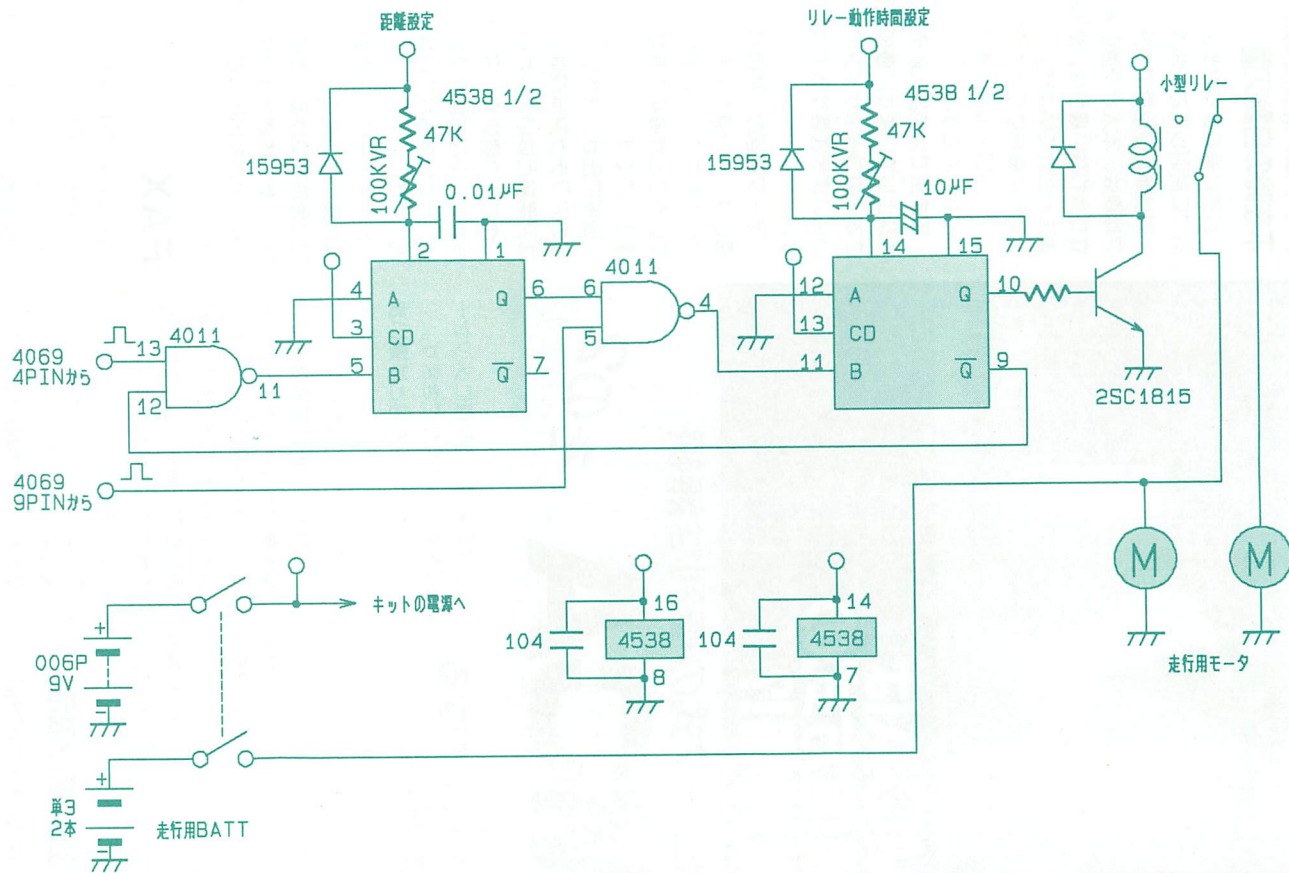 距離設定
リレー動作時間設定
小型リレー
4538 1/2
4538 1/2
47K
47K
15953
15953
100KVR
100KVR
0.01μF
10μF
2
1
14
15
4
A
Q
6
3
CD
5
B
Q
7
4011
6
5
4
12
A
Q
10
13
CD
11
B
Q
9
4069
4PINから
13
4011
12
11
2SC1815
4069
9PINから
M
M
走行用モータ
キットの電源へ
16
104
4538
8
14
104
4538
7
+
006P
9V
-
+
単3
2本
-
走行用BATT